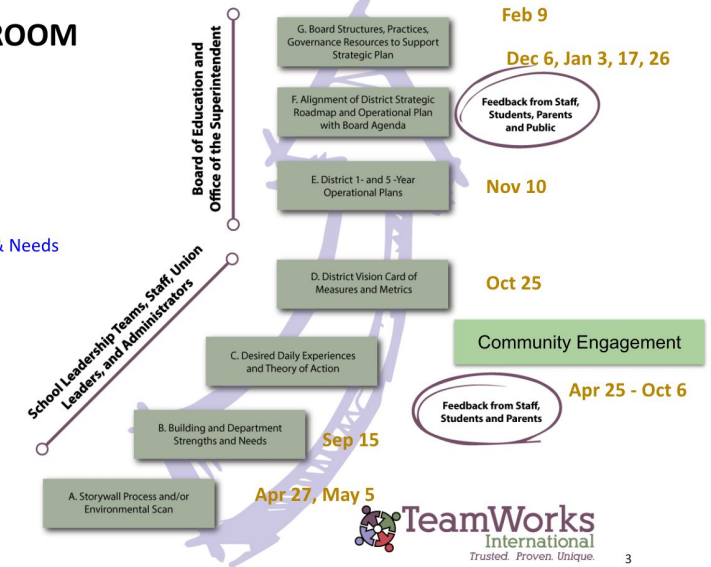 ROOM
Feb 9
G. Board Structures, Practices,
Governance Resources to Support
Strategic Plan
Dec 6, Jan 3, 17, 26
F. Alignment of District Strategic
Roadmap and Operational Plan
with Board Agenda
Feedback from Staff,
Students, Parents
and Public
Board of Education and
Office of the Superintendent
E. District 1- and 5 -Year
Operational Plans
Nov 10
& Needs
D. District Vision Card of
Measures and Metrics
Oct 25
School Leadership Teams, Staff, Union
Leaders, and Administrators
Community Engagement
C. Desired Daily Experiences
and Theory of Action
Apr 25 - Oct 6
Feedback from Staff,
Students and Parents
B. Building and Department
Strengths and Needs
Sep 15
A. Storywall Process and/or
Environmental Scan
Apr 27, May 5
TeamWorks
International
Trusted. Proven. Unique.
3